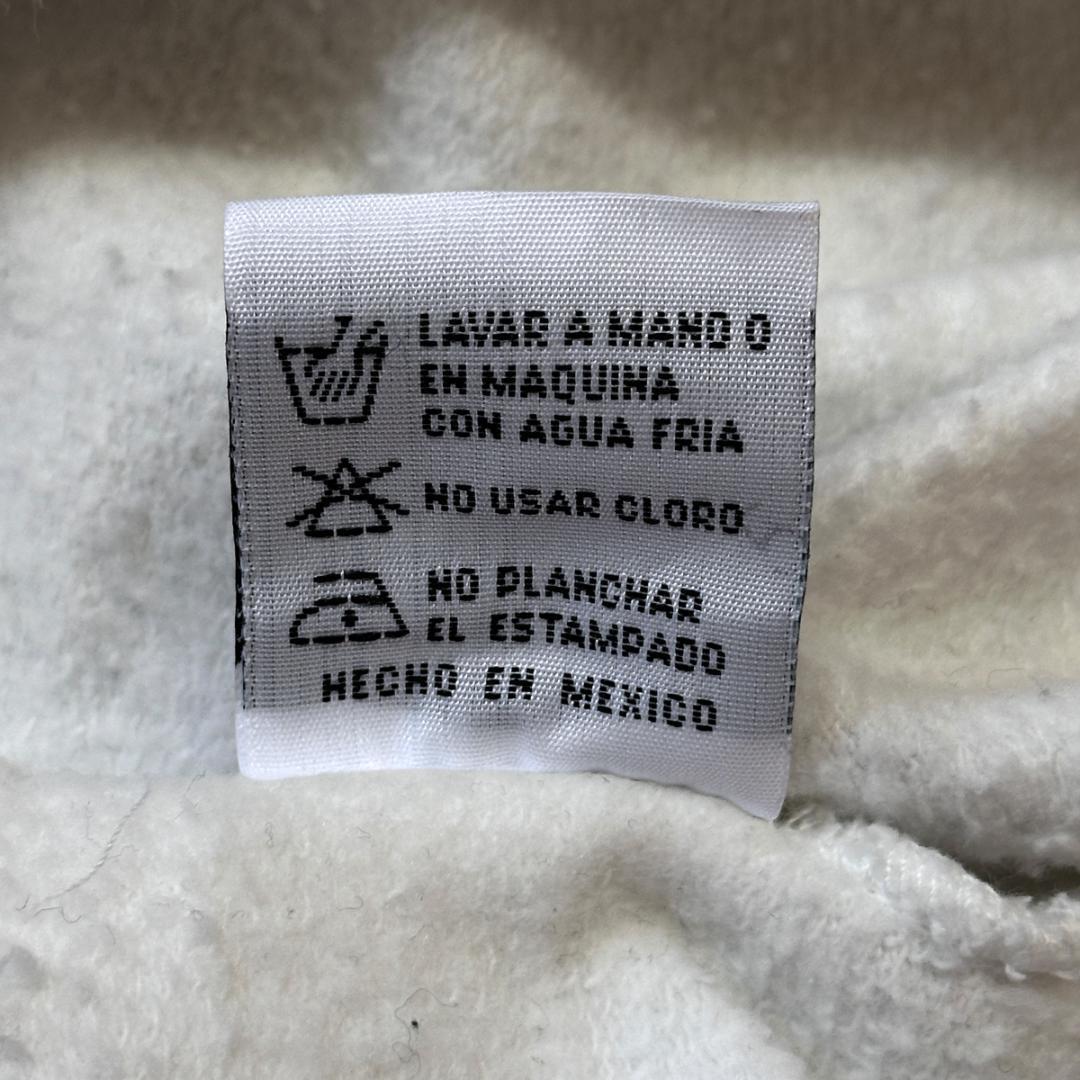 LAVAR A MANO O
EN MAQUINA
CON AGUA FRIA
NO USAR CLORO
NO PLANCHAR
EL ESTAMPADO
HECHO EN MEXICO